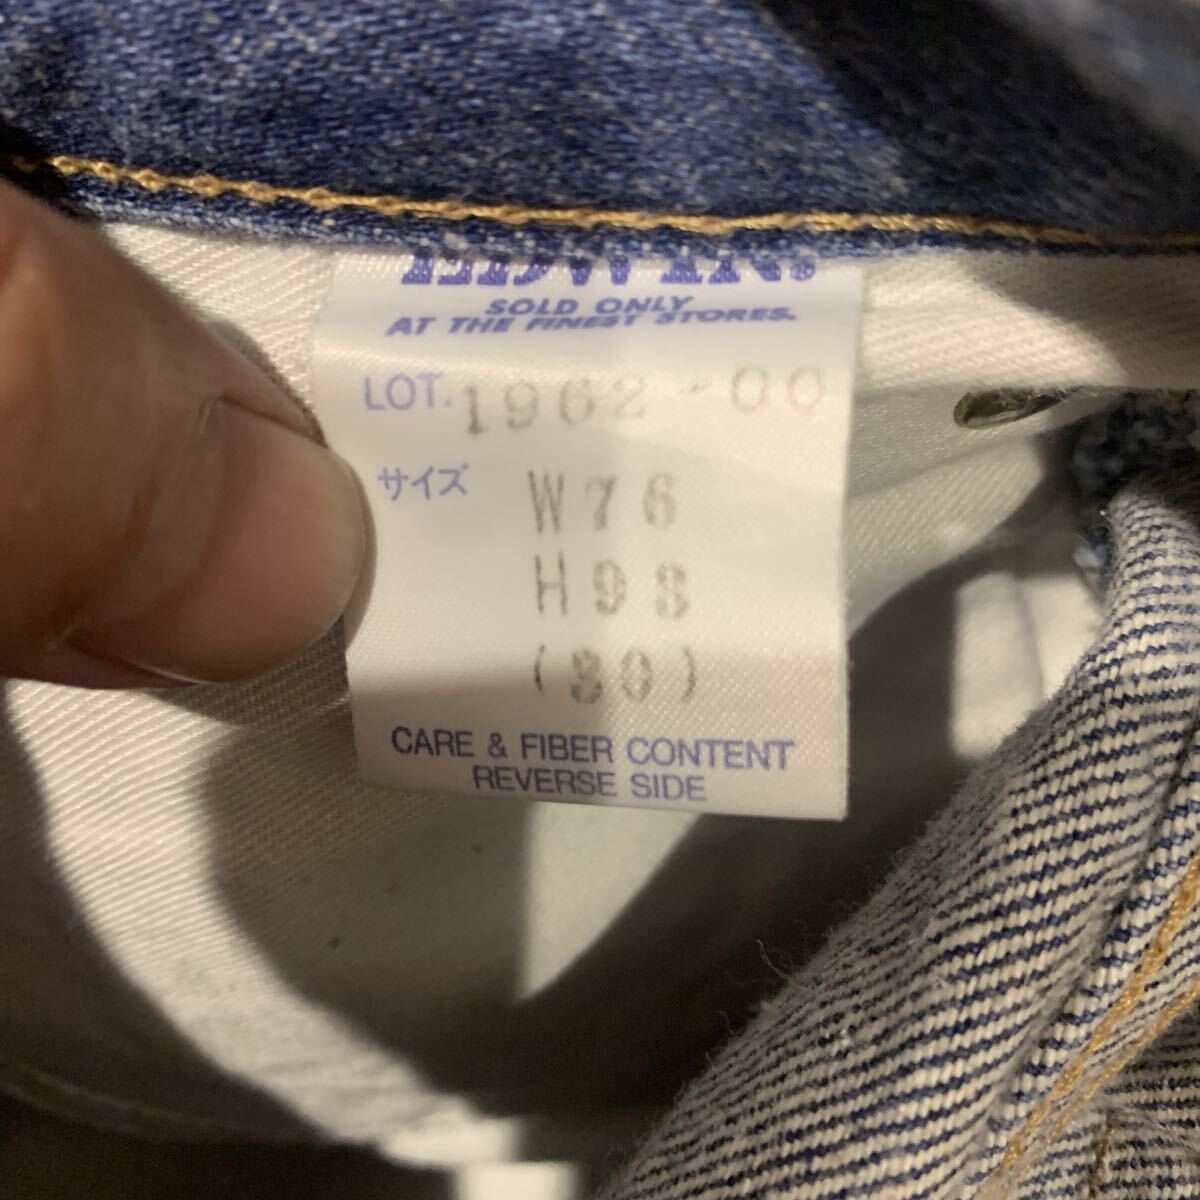 EDWIN.
SOLD ONLY
AT THE FINEST STORES.
LOT. 1962-00
サイズ W76
H98
(30)
CARE & FIBER CONTENT
REVERSE SIDE